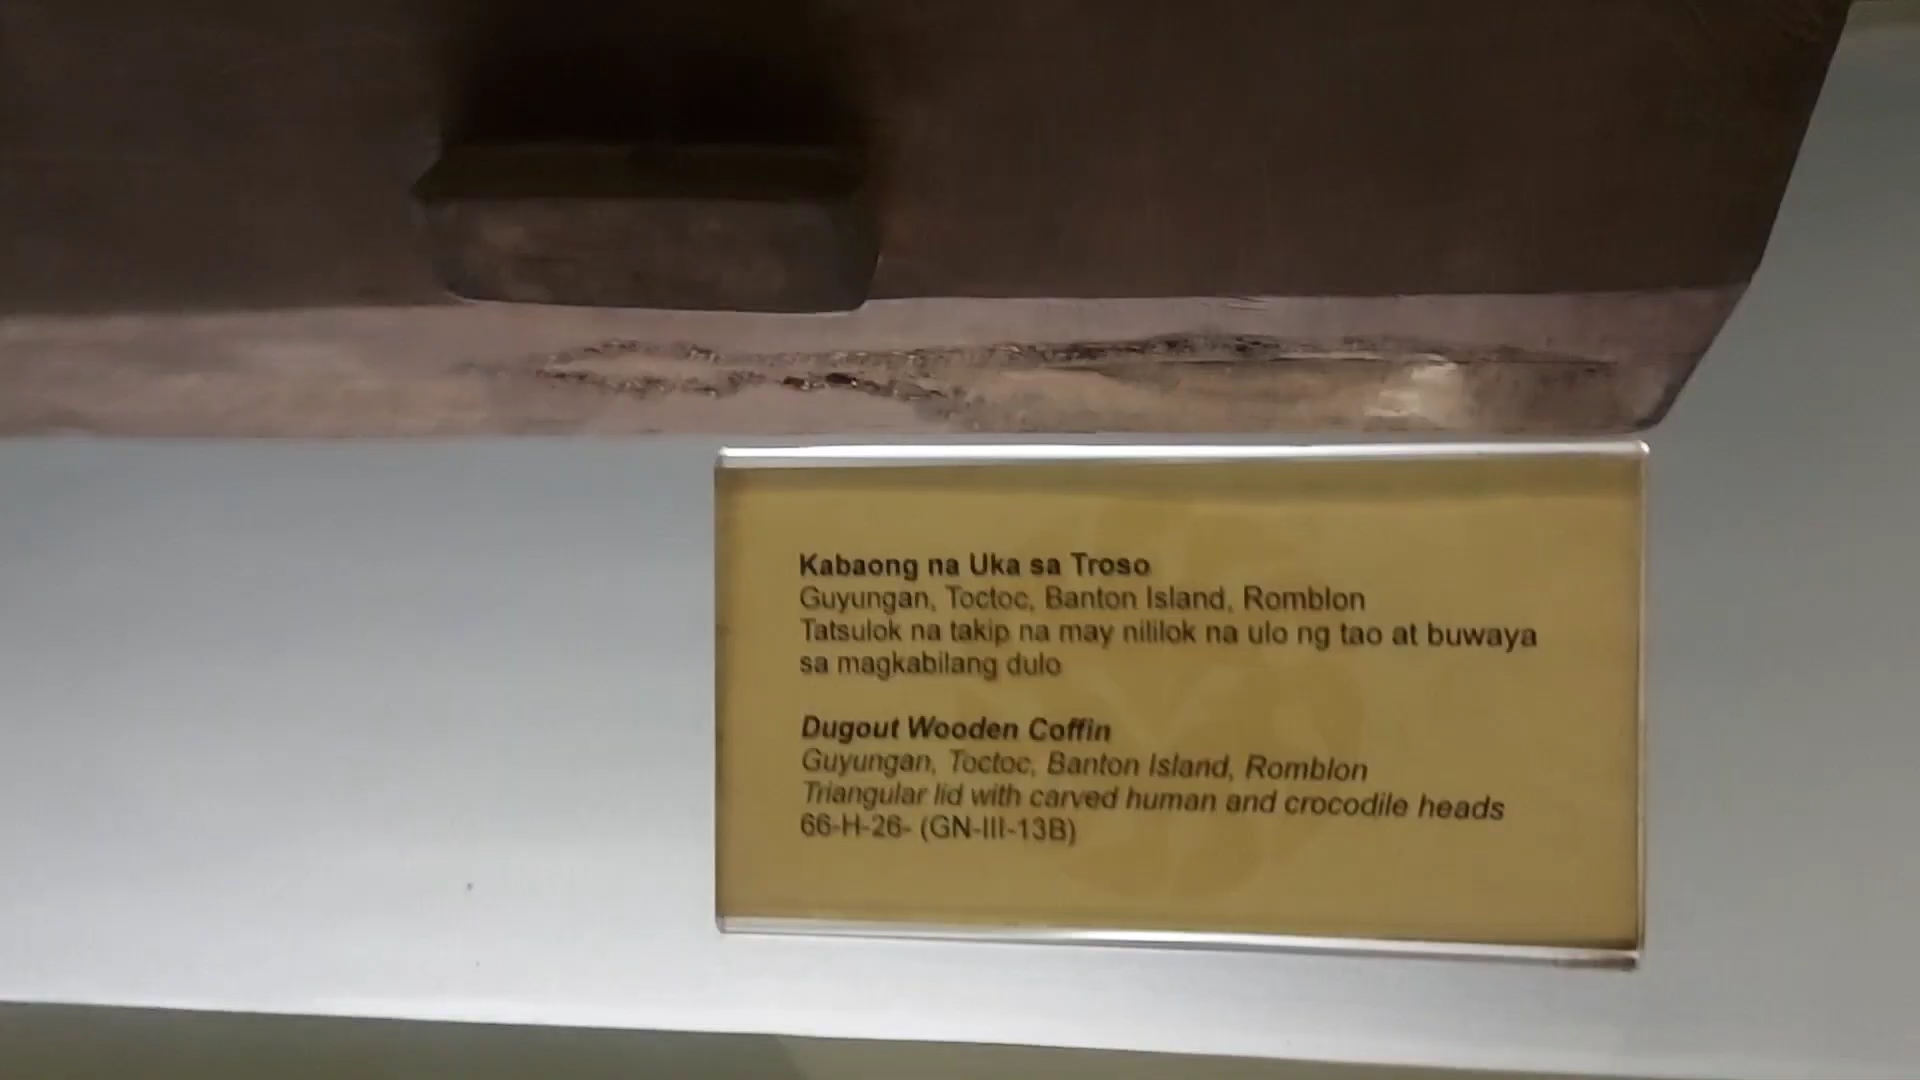 Kabaong na Uka sa Troso
Guyungan, Toctoc, Banton Island, Romblon
Tatsulok na takip na may nililok na ulo ng tao at buwaya
sa magkabilang dulo
Dugout Wooden Coffin
Guyungan, Toctoc, Banton Island, Romblon
Triangular lid with carved human and crocodile heads
66-H-26- (GN-III-13B)